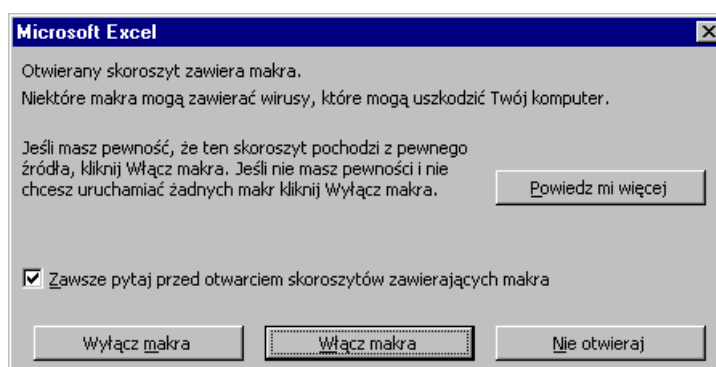 Microsoft Excel
Otwierany skoroszyt zawiera makra.
Niektóre makra mogą zawierać wirusy, które mogą uszkodzić Twój komputer.
Jeśli masz pewność, że ten skoroszyt pochodzi z pewnego
źródła, kliknij Włącz makra. Jeśli nie masz pewności i nie
chcesz uruchamiać żadnych makr kliknij Wyłącz makra.
Powiedz mi więcej
Zawsze pytaj przed otwarciem skoroszytów zawierających makra
Wyłącz makra
Włącz makra
Nie otwieraj